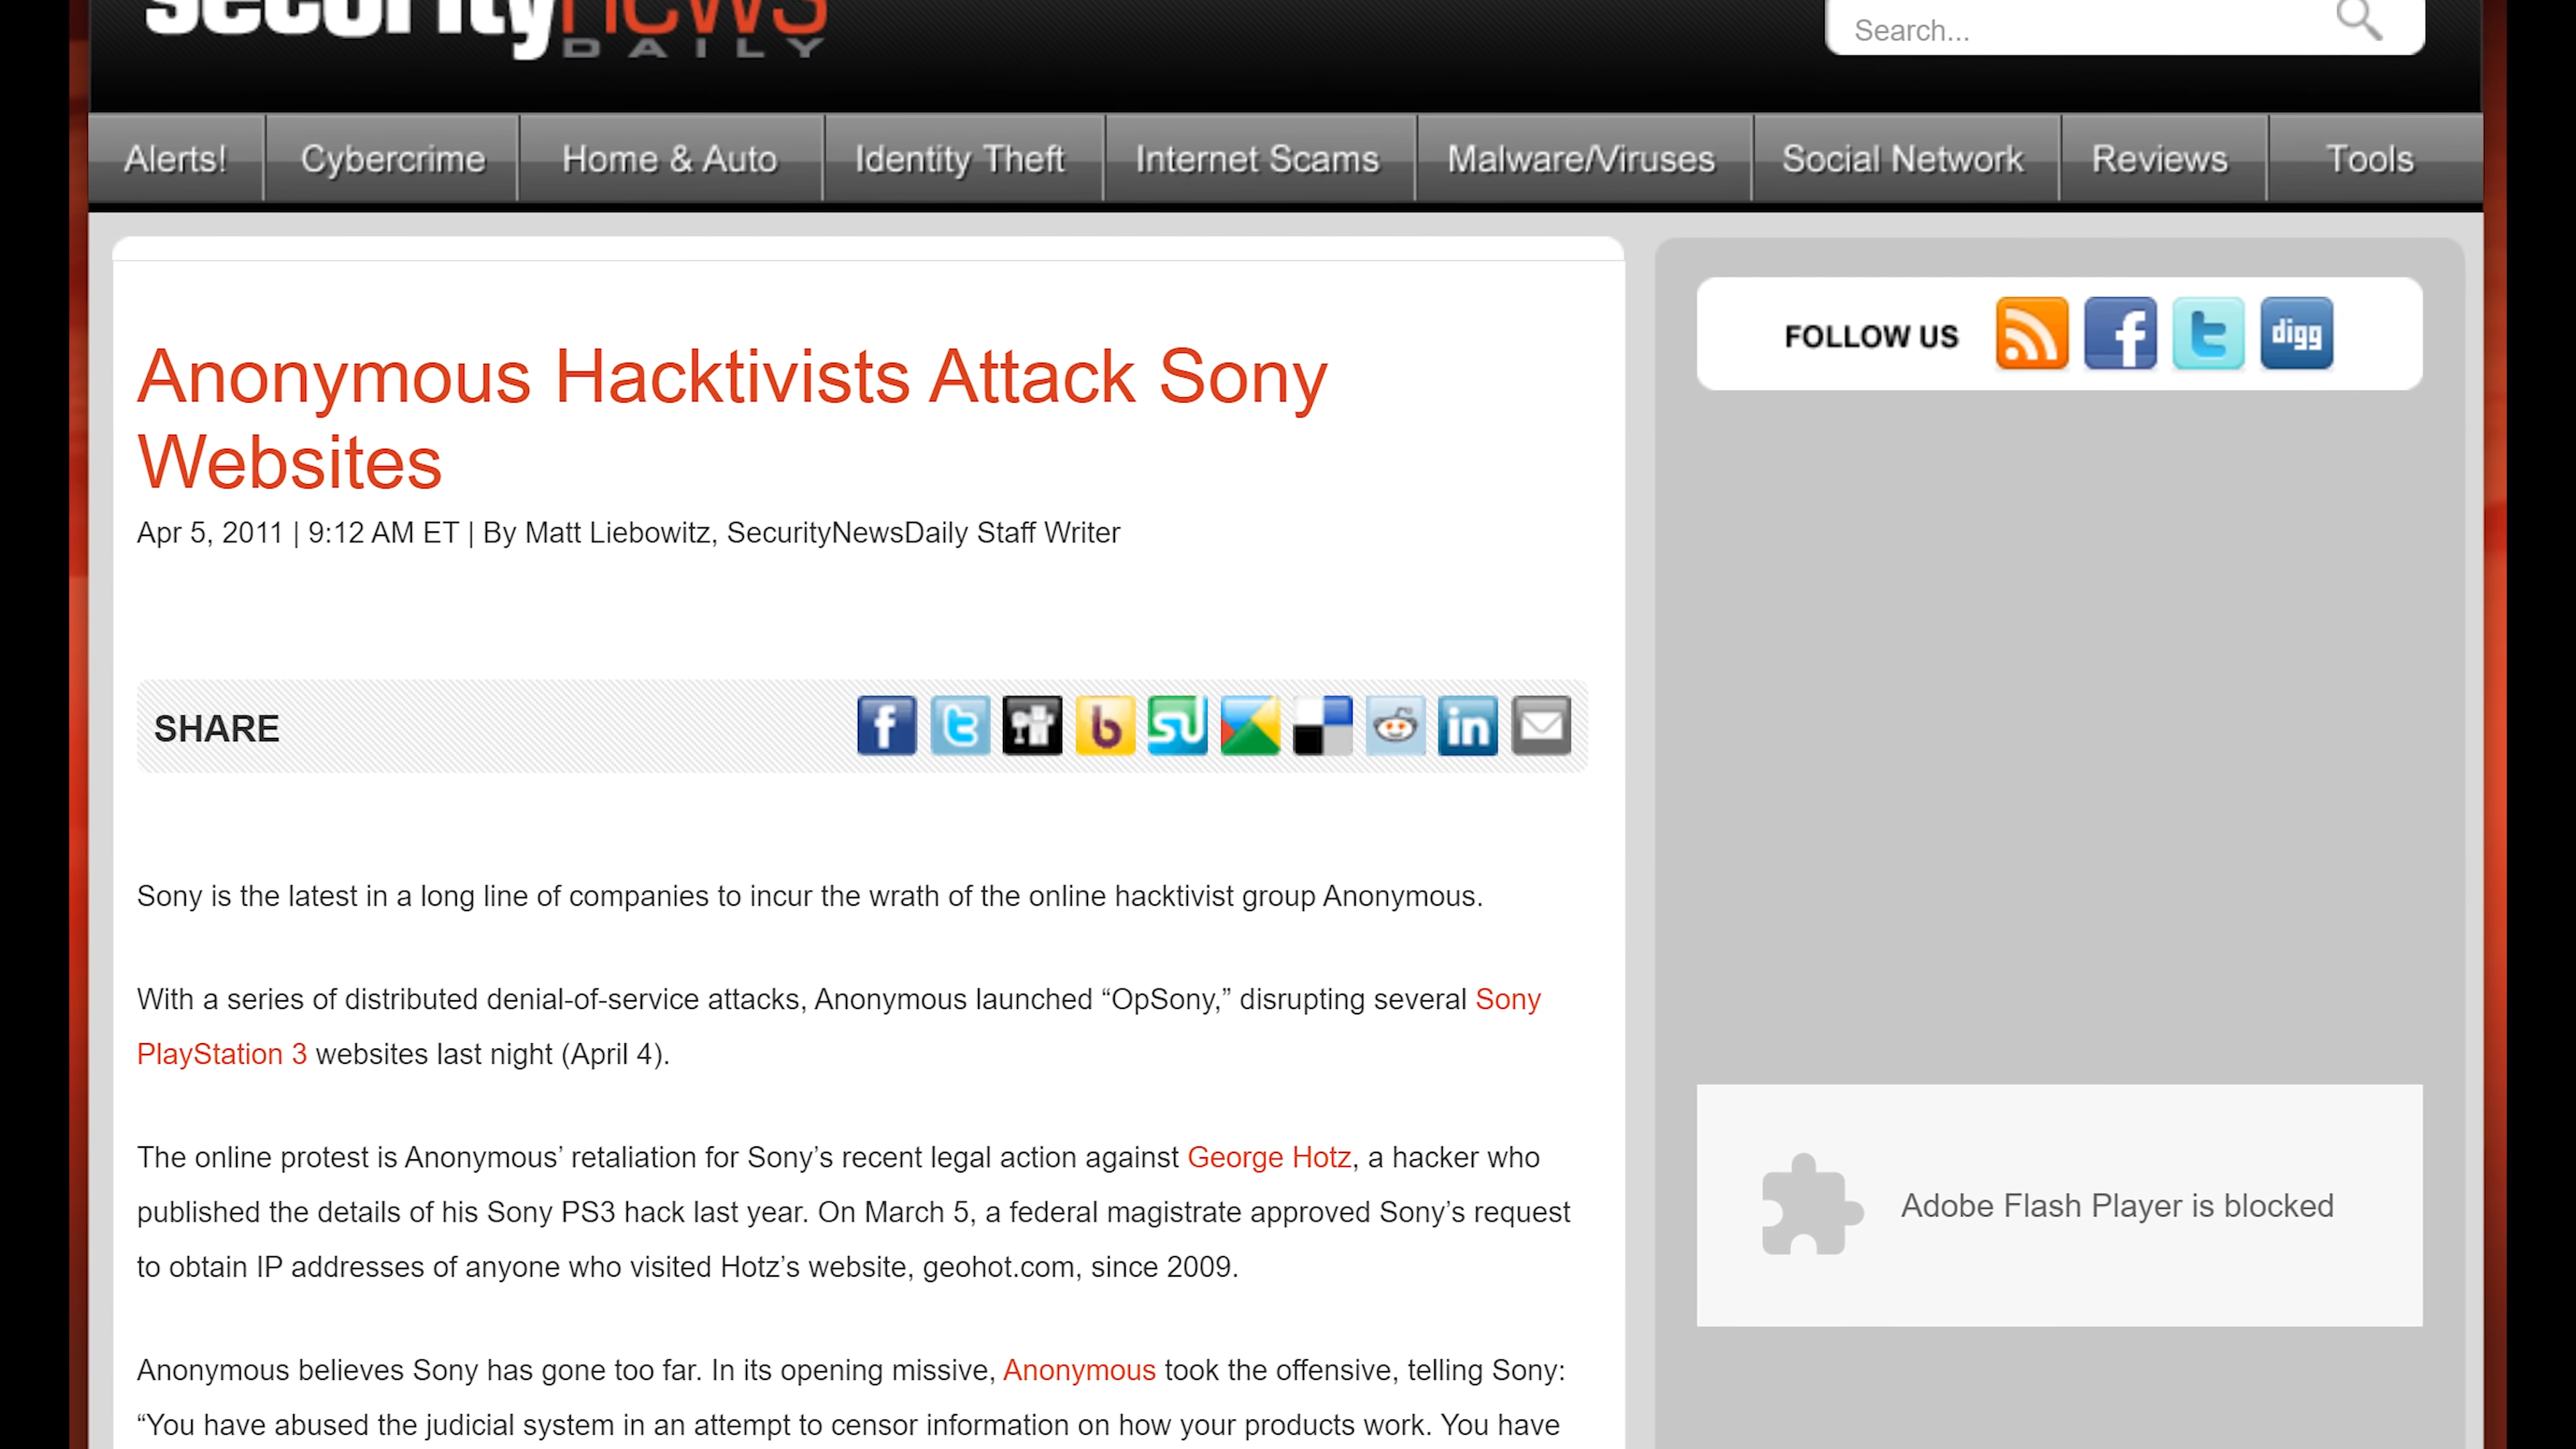 securitynews
DAILY
Search...
Alerts! Cybercrime Home & Auto Identity Theft Internet Scams Malware/Viruses Social Network Reviews Tools
Anonymous Hacktivists Attack Sony
Websites
Apr 5, 2011 | 9:12 AM ET | By Matt Liebowitz, SecurityNewsDaily Staff Writer
FOLLOW US
digg
SHARE
Sony is the latest in a long line of companies to incur the wrath of the online hacktivist group Anonymous.
With a series of distributed denial-of-service attacks, Anonymous launched “OpSony,” disrupting several Sony
PlayStation 3 websites last night (April 4).
The online protest is Anonymous’ retaliation for Sony’s recent legal action against George Hotz, a hacker who
published the details of his Sony PS3 hack last year. On March 5, a federal magistrate approved Sony’s request
to obtain IP addresses of anyone who visited Hotz’s website, geohot.com, since 2009.
Anonymous believes Sony has gone too far. In its opening missive, Anonymous took the offensive, telling Sony:
“You have abused the judicial system in an attempt to censor information on how your products work. You have
Adobe Flash Player is blocked